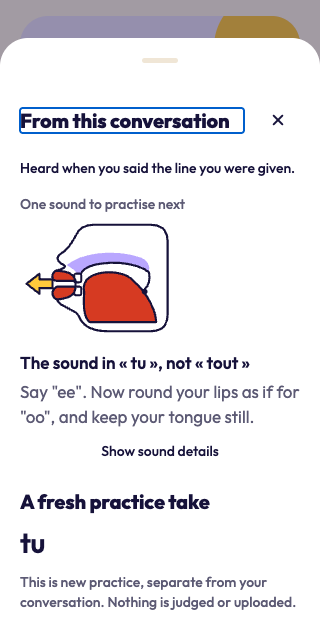 From this conversation
Heard when you said the line you were given.
One sound to practise next
The sound in « tu », not « tout »
Say "ee". Now round your lips as if for
"oo", and keep your tongue still.
Show sound details
A fresh practice take
tu
This is new practice, separate from your
conversation. Nothing is judged or uploaded.